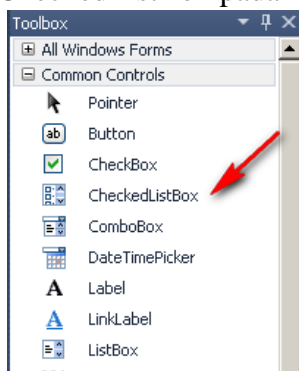 Toolbox
All Windows Forms
Common Controls
Pointer
ab Button
CheckBox
CheckedListBox
ComboBox
DateTimePicker
A Label
A LinkLabel
ListBox